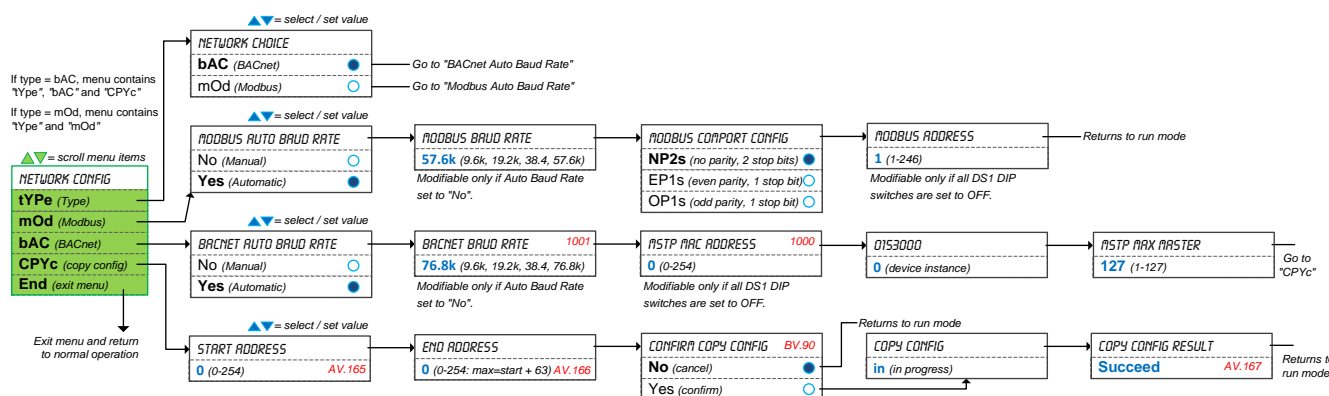 ▲▼= select / set value
NETWORK CHOICE
bAC (BACnet)
Go to "BACnet Auto Baud Rate"
mOd (Modbus)
Go to "Modbus Auto Baud Rate"
If type = bAC, menu contains
"tYpe", "bAC" and "CPYc"
If type = mOd, menu contains
"tYpe" and "mOd"
▲▼= scroll menu items
NETWORK CONFIG
tYPe (Type)
mOd (Modbus)
bAC (BACnet)
CPYc (copy config)
End (exit menu)
Exit menu and return
to normal operation
▲▼= select / set value
MODBUS AUTO BAUD RATE
No (Manual)
Yes (Automatic)
MODBUS BAUD RATE
57.6k (9.6k, 19.2k, 38.4, 57.6k)
Modifiable only if Auto Baud Rate
set to "No".
MODBUS COMPORT CONFIG
NP2s (no parity, 2 stop bits)
EP1s (even parity, 1 stop bit)
OP1s (odd parity, 1 stop bit)
MODBUS ADDRESS
1 (1-246)
Modifiable only if all DS1 DIP
switches are set to OFF.
Returns to run mode
▲▼= select / set value
BACNET AUTO BAUD RATE
No (Manual)
Yes (Automatic)
BACNET BAUD RATE 1001
76.8k (9.6k, 19.2k, 38.4, 76.8k)
Modifiable only if Auto Baud Rate
set to "No".
MSTP MAC ADDRESS 1000
0 (0-254)
Modifiable only if all DS1 DIP
switches are set to OFF.
0153000
0 (device instance)
MSTP MAX MASTER
127 (1-127)
Go to
"CPYc"
▲▼= select / set value
START ADDRESS
0 (0-254) AV.165
END ADDRESS
0 (0-254: max=start + 63) AV.166
CONFIRM COPY CONFIG BV.90
No (cancel)
Yes (confirm)
Returns to run mode
COPY CONFIG
in (in progress)
COPY CONFIG RESULT
Succeed AV.167
Returns to
run mode